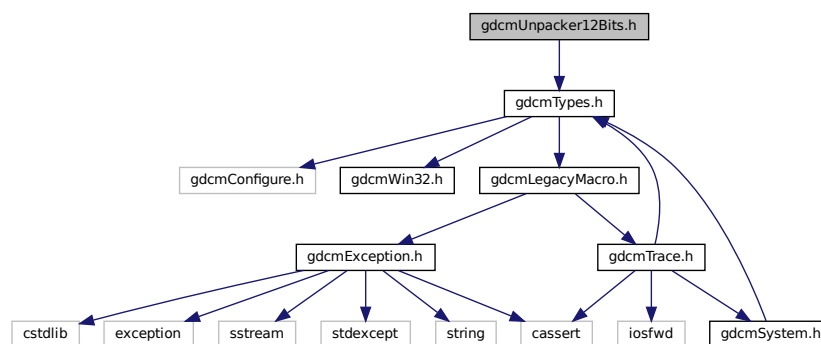 gdcmUnpacker12Bits.h
gdcmTypes.h
gdcmConfigure.h
gdcmWin32.h
gdcmLegacyMacro.h
gdcmException.h
gdcmTrace.h
cstdlib
exception
sstream
stdexcept
string
cassert
iosfwd
gdcmSystem.h